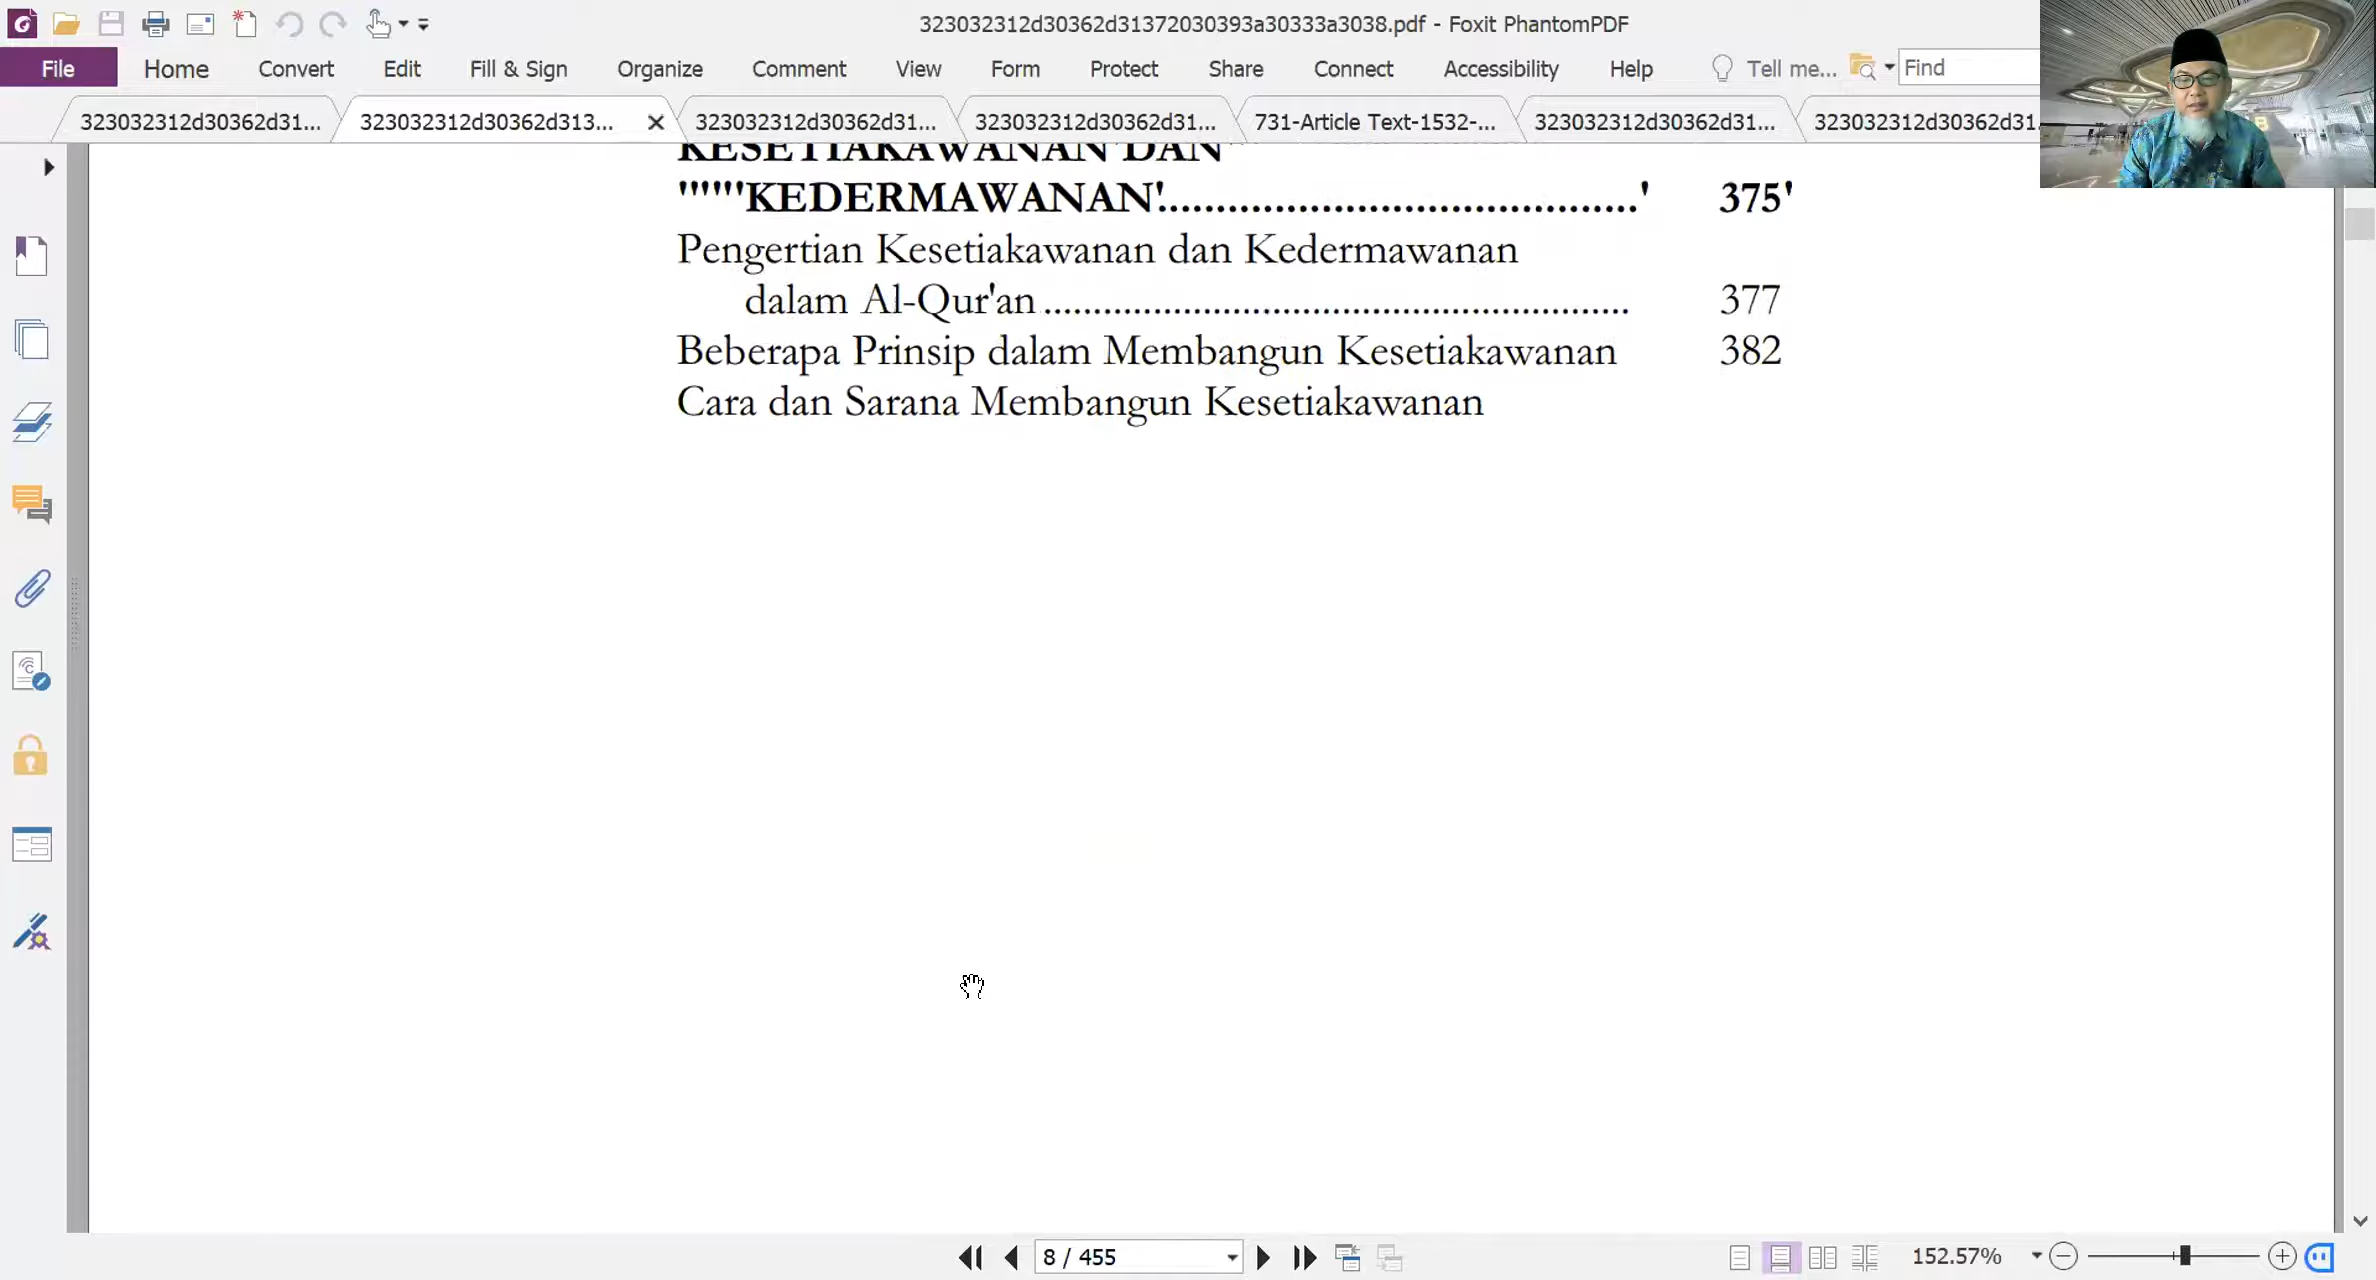 323032312d30362d31372030393a30333a3038.pdf - Foxit PhantomPDF
File Home Convert Edit Fill & Sign Organize Comment View Form Protect Share Connect Accessibility Help Tell me... Find
323032312d30362d31... 323032312d30362d313... 323032312d30362d31... 323032312d30362d31... 731-Article Text-1532-... 323032312d30362d31... 323032312d30362d31.
KESETIAKAWANAN DAN
""""""KEDERMAWANAN'................................................' 375'
Pengertian Kesetiakawanan dan Kedermawanan
dalam Al-Qur'an ........................................................... 377
Beberapa Prinsip dalam Membangun Kesetiakawanan 382
Cara dan Sarana Membangun Kesetiakawanan
8 / 455 152.57%